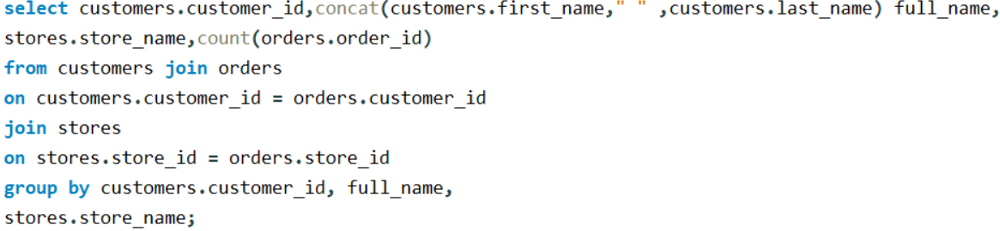 select customers.customer_id,concat(customers.first_name," " ,customers.last_name) full_name,
stores.store_name,count(orders.order_id)
from customers join orders
on customers.customer_id = orders.customer_id
join stores
on stores.store_id = orders.store_id
group by customers.customer_id, full_name,
stores.store_name;